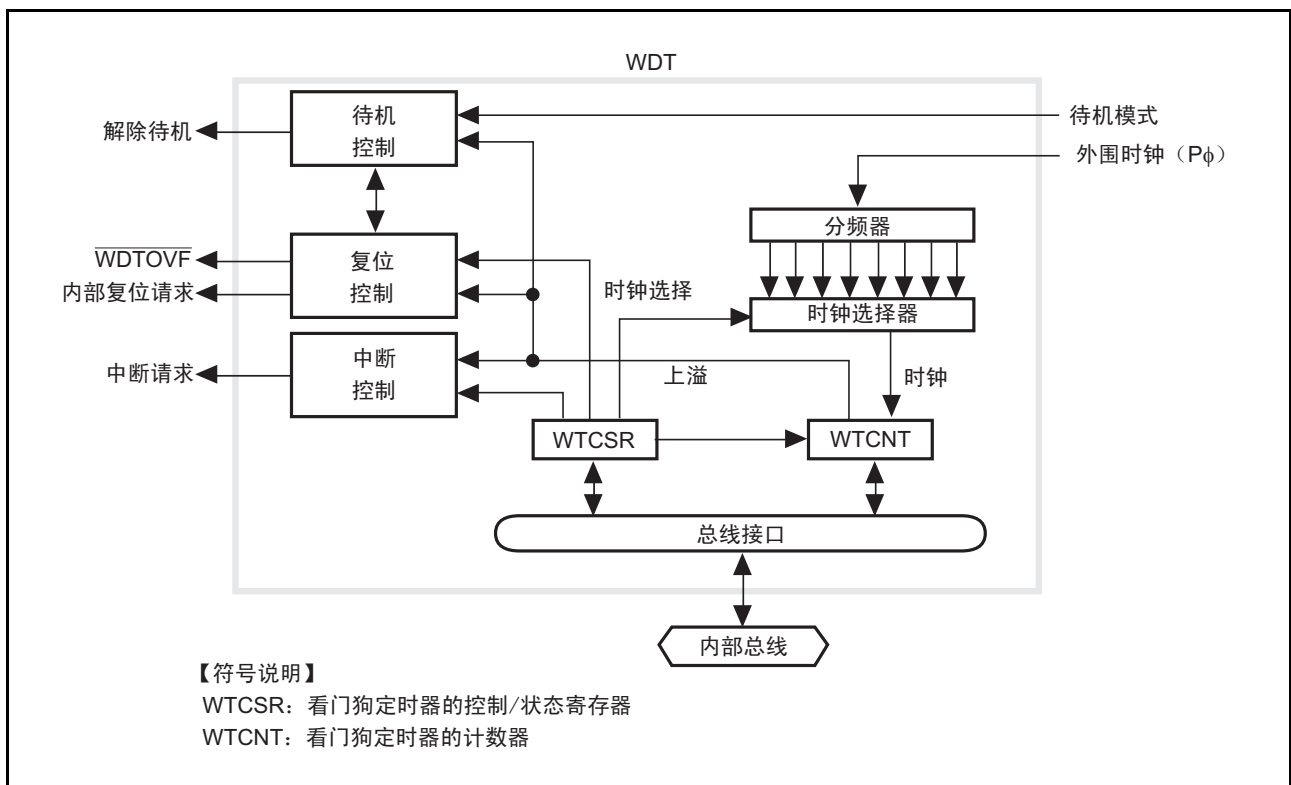 WDT
待机
控制
解除待机
待机模式
外围时钟（Pϕ）
分频器
WDTOVF
内部复位请求
复位
控制
时钟选择
时钟选择器
中断请求
中断
控制
上溢
时钟
WTCSR
WTCNT
总线接口
内部总线
【符号说明】
WTCSR：看门狗定时器的控制/状态寄存器
WTCNT：看门狗定时器的计数器